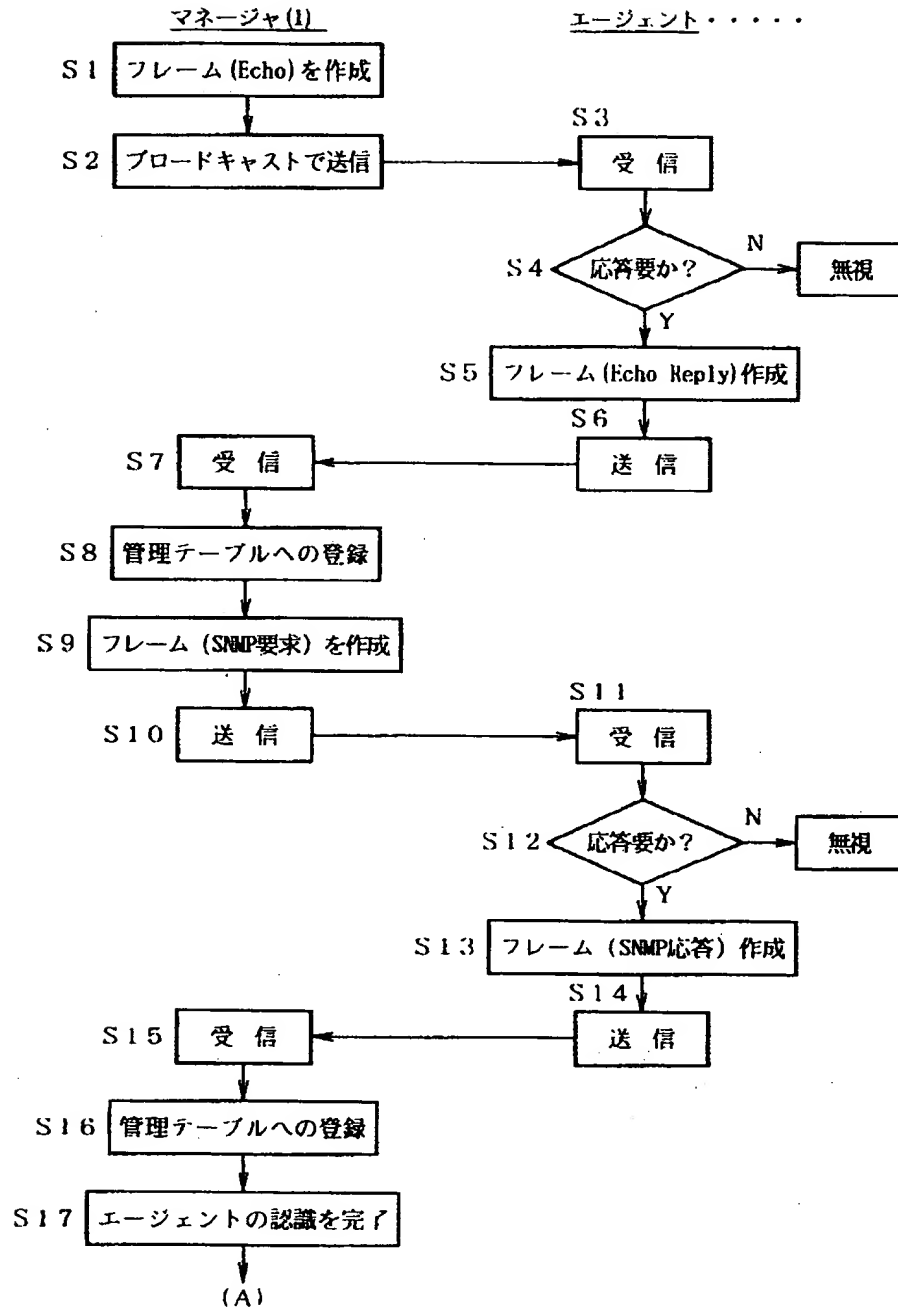 マネージャ(1) エージェント・・・・・
S1 フレーム(Echo)を作成
S3
S2 ブロードキャストで送信 受信
N
S4 応答要か? 無視
Y
S5 フレーム(Echo Reply)作成
S6
S7 受信 送信
S8 管理テーブルへの登録
S9 フレーム(SNMP要求)を作成
S11
S10 送信 受信
N
S12 応答要か? 無視
Y
S13 フレーム(SNMP応答)作成
S14
S15 受信 送信
S16 管理テーブルへの登録
S17 エージェントの認識を完了
(A)